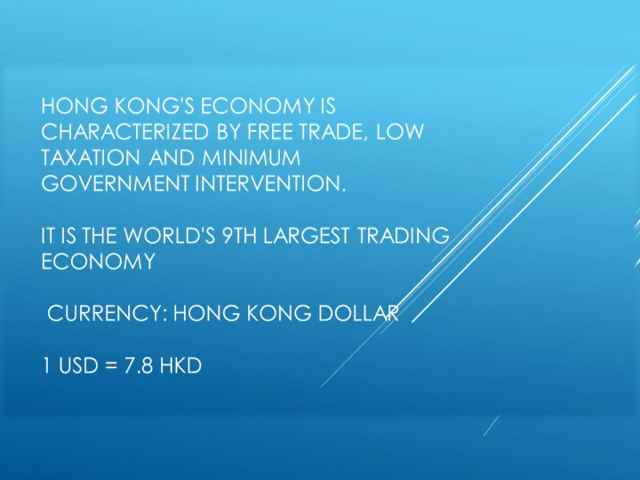 HONG KONG'S ECONOMY IS
CHARACTERIZED BY FREE TRADE, LOW
TAXATION AND MINIMUM
GOVERNMENT INTERVENTION.
IT IS THE WORLD'S 9TH LARGEST TRADING
ECONOMY
CURRENCY: HONG KONG DOLLAR
1 USD = 7.8 HKD